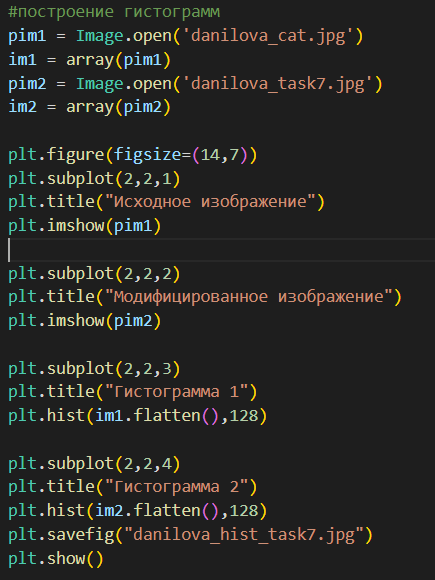 #построение гистограмм
pim1 = Image.open('danilova_cat.jpg')
im1 = array(pim1)
pim2 = Image.open('danilova_task7.jpg')
im2 = array(pim2)
plt.figure(figsize=(14,7))
plt.subplot(2,2,1)
plt.title("Исходное изображение")
plt.imshow(pim1)
plt.subplot(2,2,2)
plt.title("Модифицированное изображение")
plt.imshow(pim2)
plt.subplot(2,2,3)
plt.title("Гистограмма 1")
plt.hist(im1.flatten(),128)
plt.subplot(2,2,4)
plt.title("Гистограмма 2")
plt.hist(im2.flatten(),128)
plt.savefig("danilova_hist_task7.jpg")
plt.show()